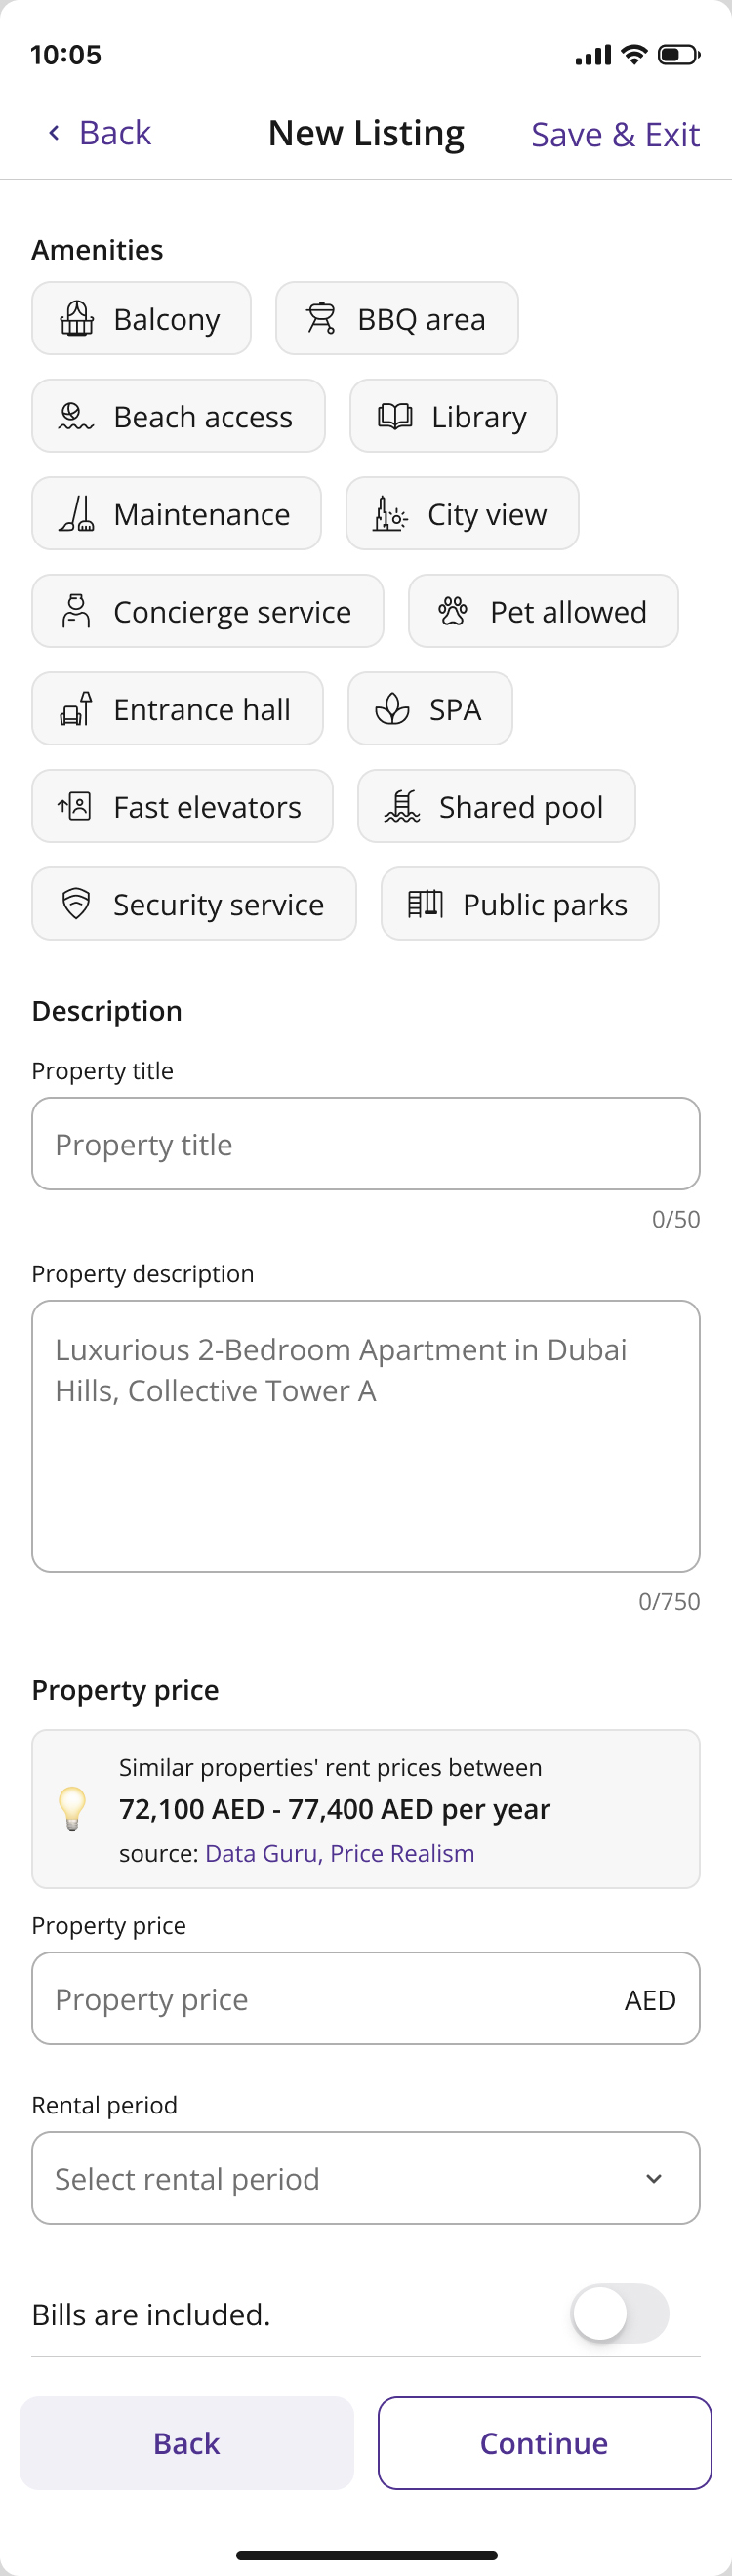 10:05
Back
New Listing
Save & Exit
Amenities
Balcony
BBQ area
Beach access
Library
Maintenance
City view
Concierge service
Pet allowed
Entrance hall
SPA
Fast elevators
Shared pool
Security service
Public parks
Description
Property title
Property title
0/50
Property description
Luxurious 2-Bedroom Apartment in Dubai
Hills, Collective Tower A
0/750
Property price
Similar properties' rent prices between
72,100 AED - 77,400 AED per year
source: Data Guru, Price Realism
Property price
Property price
AED
Rental period
Select rental period
Bills are included.
Back
Continue